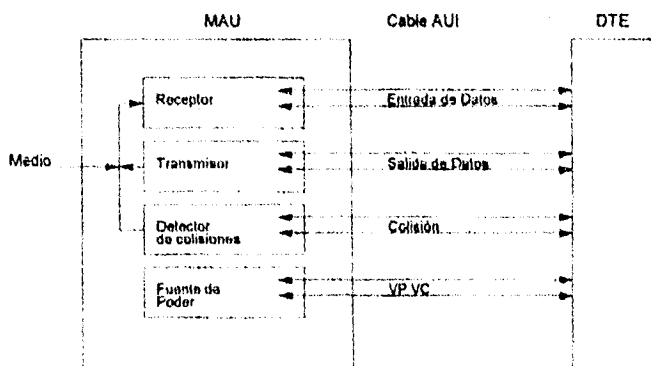 MAU Cable AUI DTE
Receptor Entrada de Datos
Medio Transmisor Salida de Datos
Detector Colisión
de colisiones
Fuente de VP VC
Poder